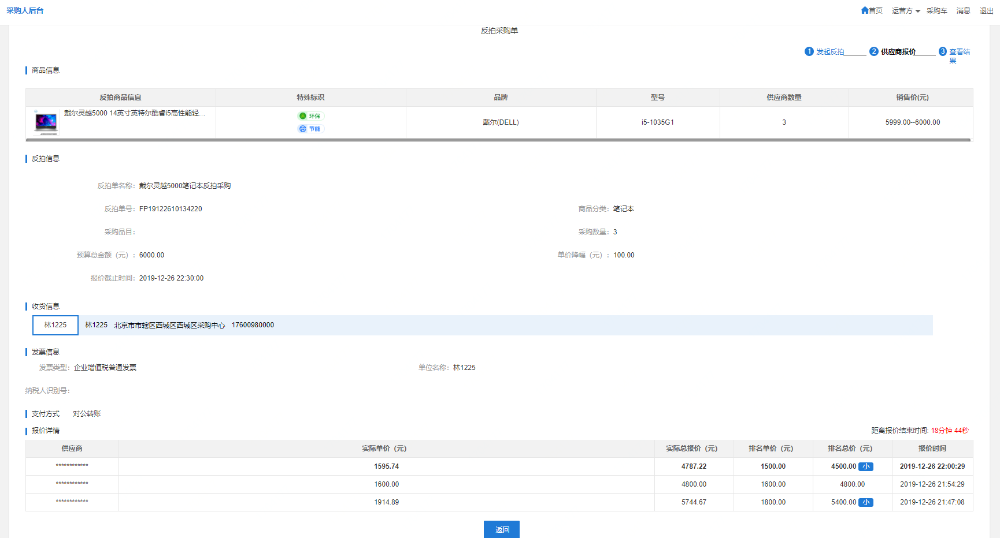 采购人后台
首页 运营方 采购车 消息 退出
反拍采购单
1 发起反拍______ 2 供应商报价______ 3 查看结果
商品信息
反拍商品信息 特殊标识 品牌 型号 供应商数量 销售价(元)
戴尔灵越5000 14英寸英特尔酷睿i5高性能轻... 环保 节能 戴尔(DELL) i5-1035G1 3 5999.00--6000.00
反拍信息
反拍单名称: 戴尔灵越5000笔记本反拍采购
反拍单号: FP19122610134220 商品分类: 笔记本
采购品目: 采购数量: 3
预算总金额（元）: 6000.00 单价降幅（元）: 100.00
报价截止时间: 2019-12-26 22:30:00
收货信息
林1225 林1225 北京市市辖区西城区西城区采购中心 17600980000
发票信息
发票类型: 企业增值税普通发票 单位名称: 林1225
纳税人识别号:
支付方式 对公转账
报价详情 距离报价结束时间: 18分钟 44秒
供应商 实际单价（元） 实际总报价（元） 排名单价（元） 排名总价（元） 报价时间
************ 1595.74 4787.22 1500.00 4500.00 小 2019-12-26 22:00:29
************ 1600.00 4800.00 1600.00 4800.00 2019-12-26 21:54:29
************ 1914.89 5744.67 1800.00 5400.00 小 2019-12-26 21:47:08
返回